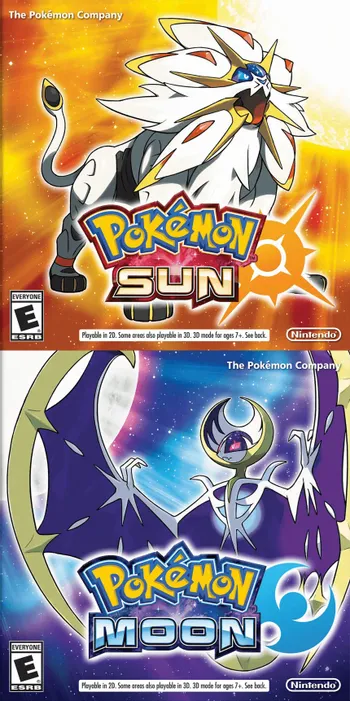 The Pokémon Company
POKéMON
SUN
EVERYONE
E
ESRB
Playable in 2D. Some areas also playable in 3D. 3D mode for ages 7+. See back.
Nintendo
The Pokémon Company
POKéMON
MOON
EVERYONE
E
ESRB
Playable in 2D. Some areas also playable in 3D. 3D mode for ages 7+. See back.
Nintendo